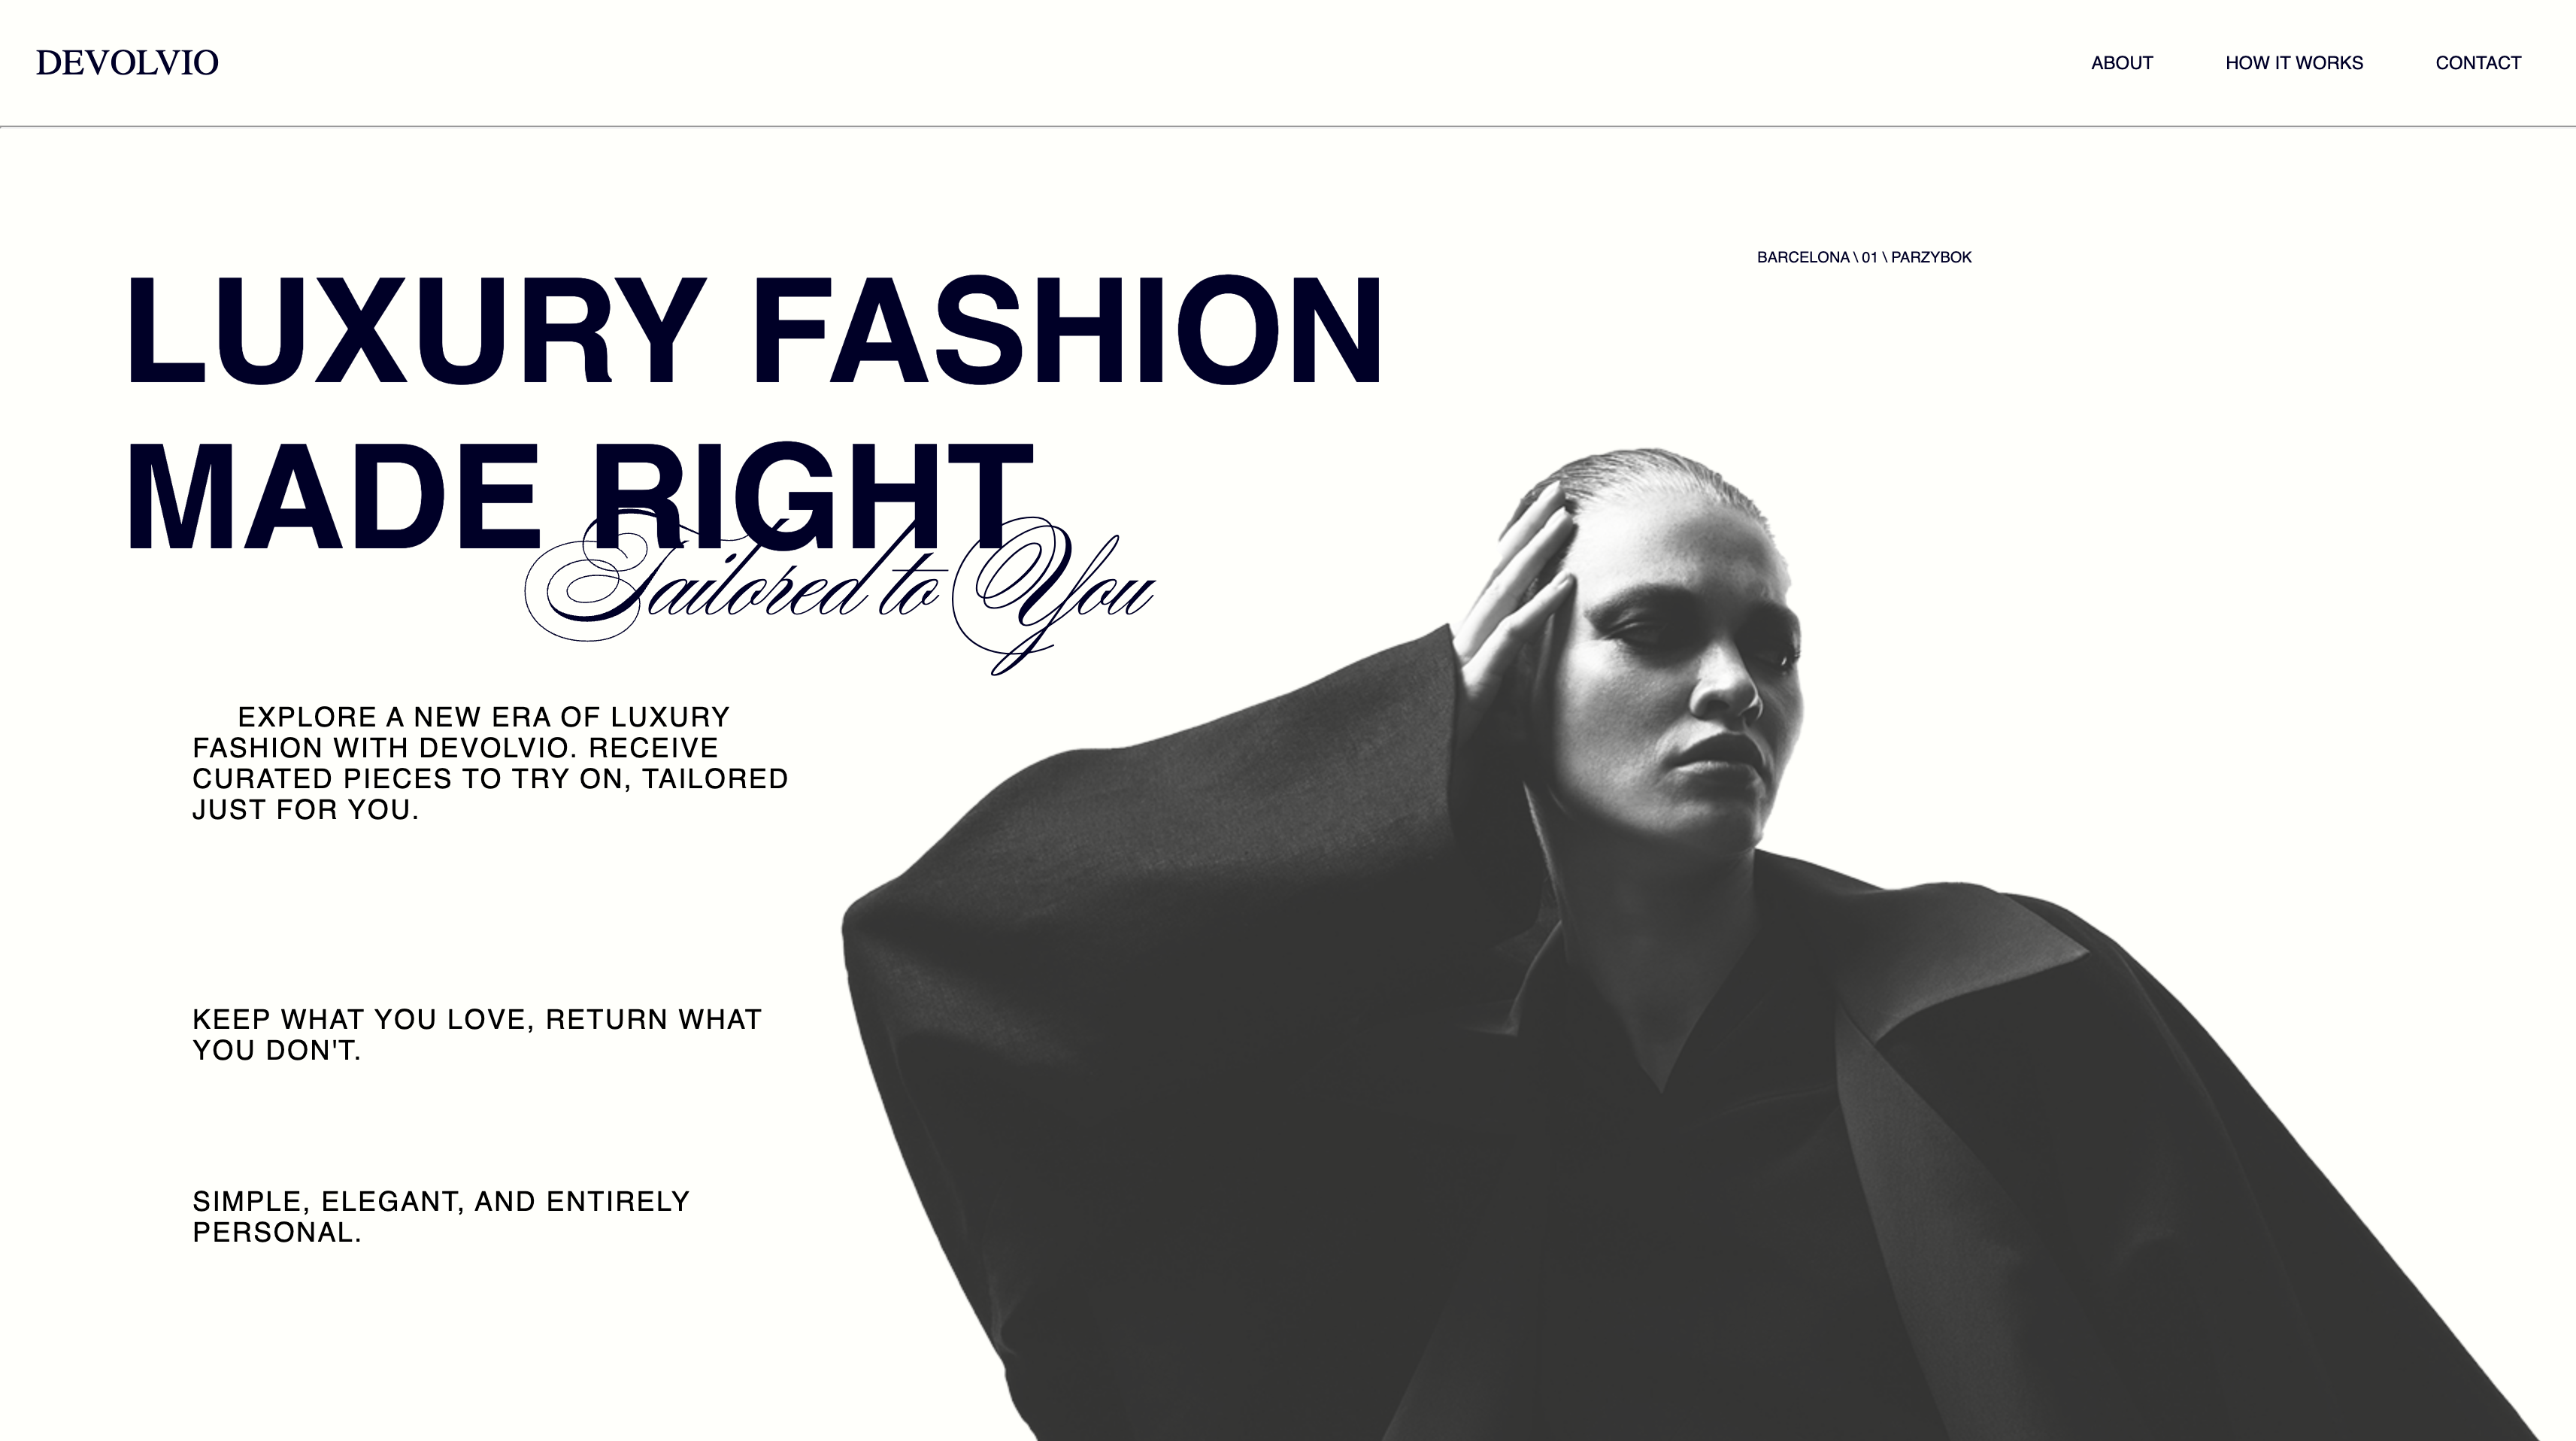 DEVOLVIO
ABOUT
HOW IT WORKS
CONTACT
BARCELONA \ 01 \ PARZYBOK
LUXURY FASHION
MADE RIGHT
Tailored to You
EXPLORE A NEW ERA OF LUXURY
FASHION WITH DEVOLVIO. RECEIVE
CURATED PIECES TO TRY ON, TAILORED
JUST FOR YOU.
KEEP WHAT YOU LOVE, RETURN WHAT
YOU DON'T.
SIMPLE, ELEGANT, AND ENTIRELY
PERSONAL.